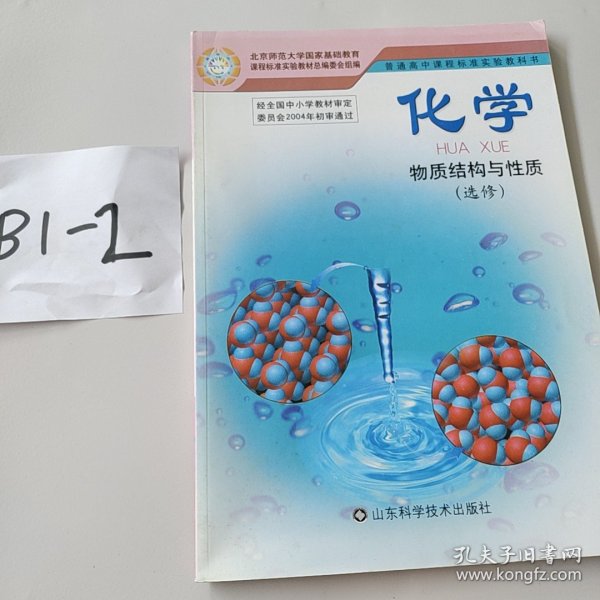 北京师范大学国家基础教育
课程标准实验教材总编委会组编
普通高中课程标准实验教科书
经全国中小学教材审定
委员会2004年初审通过
化学
HUA XUE
物质结构与性质
(选修)
B1-2
山东科学技术出版社
孔夫子旧书网
www.kongfz.com